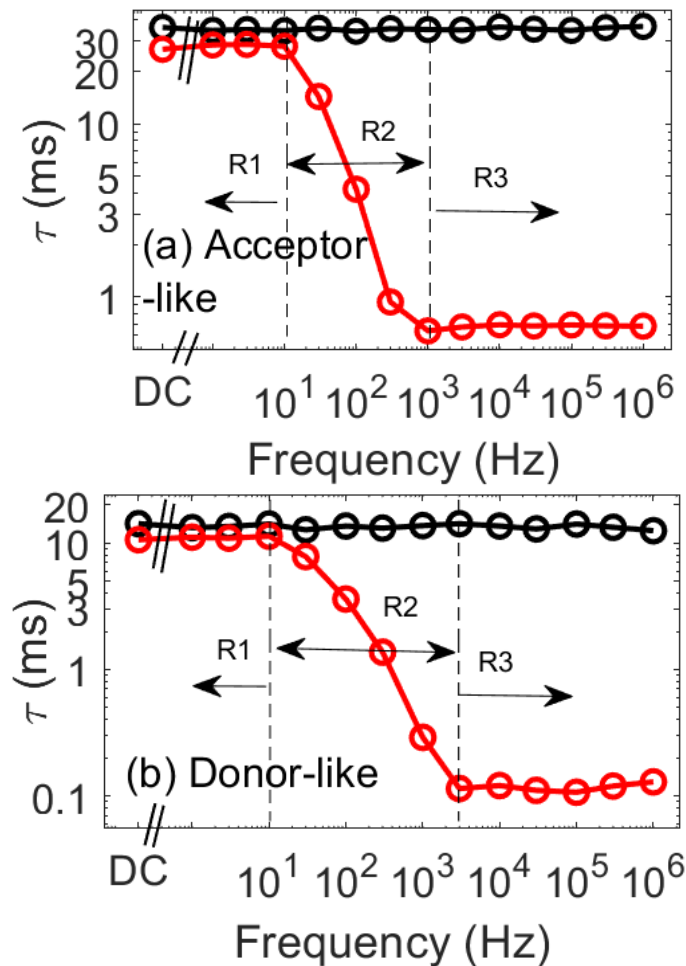 30
20
10
5
3
1
τ (ms)
R1
R2
R3
(a) Acceptor
-like
DC
10¹ 10² 10³ 10⁴ 10⁵ 10⁶
Frequency (Hz)
20
10
5
3
1
0.1
τ (ms)
R1
R2
R3
(b) Donor-like
DC
10¹ 10² 10³ 10⁴ 10⁵ 10⁶
Frequency (Hz)